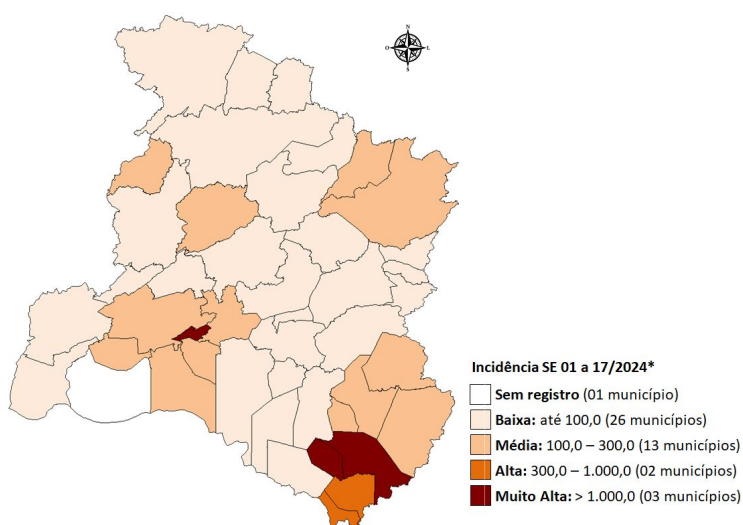 N
O
L
S
Incidência SE 01 a 17/2024*
Sem registro (01 município)
Baixa: até 100,0 (26 municípios)
Média: 100,0 – 300,0 (13 municípios)
Alta: 300,0 – 1.000,0 (02 municípios)
Muito Alta: > 1.000,0 (03 municípios)